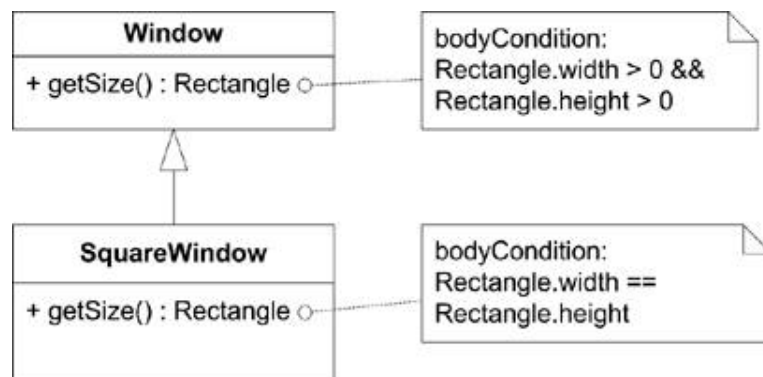 Window
+ getSize() : Rectangle
bodyCondition:
Rectangle.width > 0 &&
Rectangle.height > 0
SquareWindow
+ getSize() : Rectangle
bodyCondition:
Rectangle.width ==
Rectangle.height